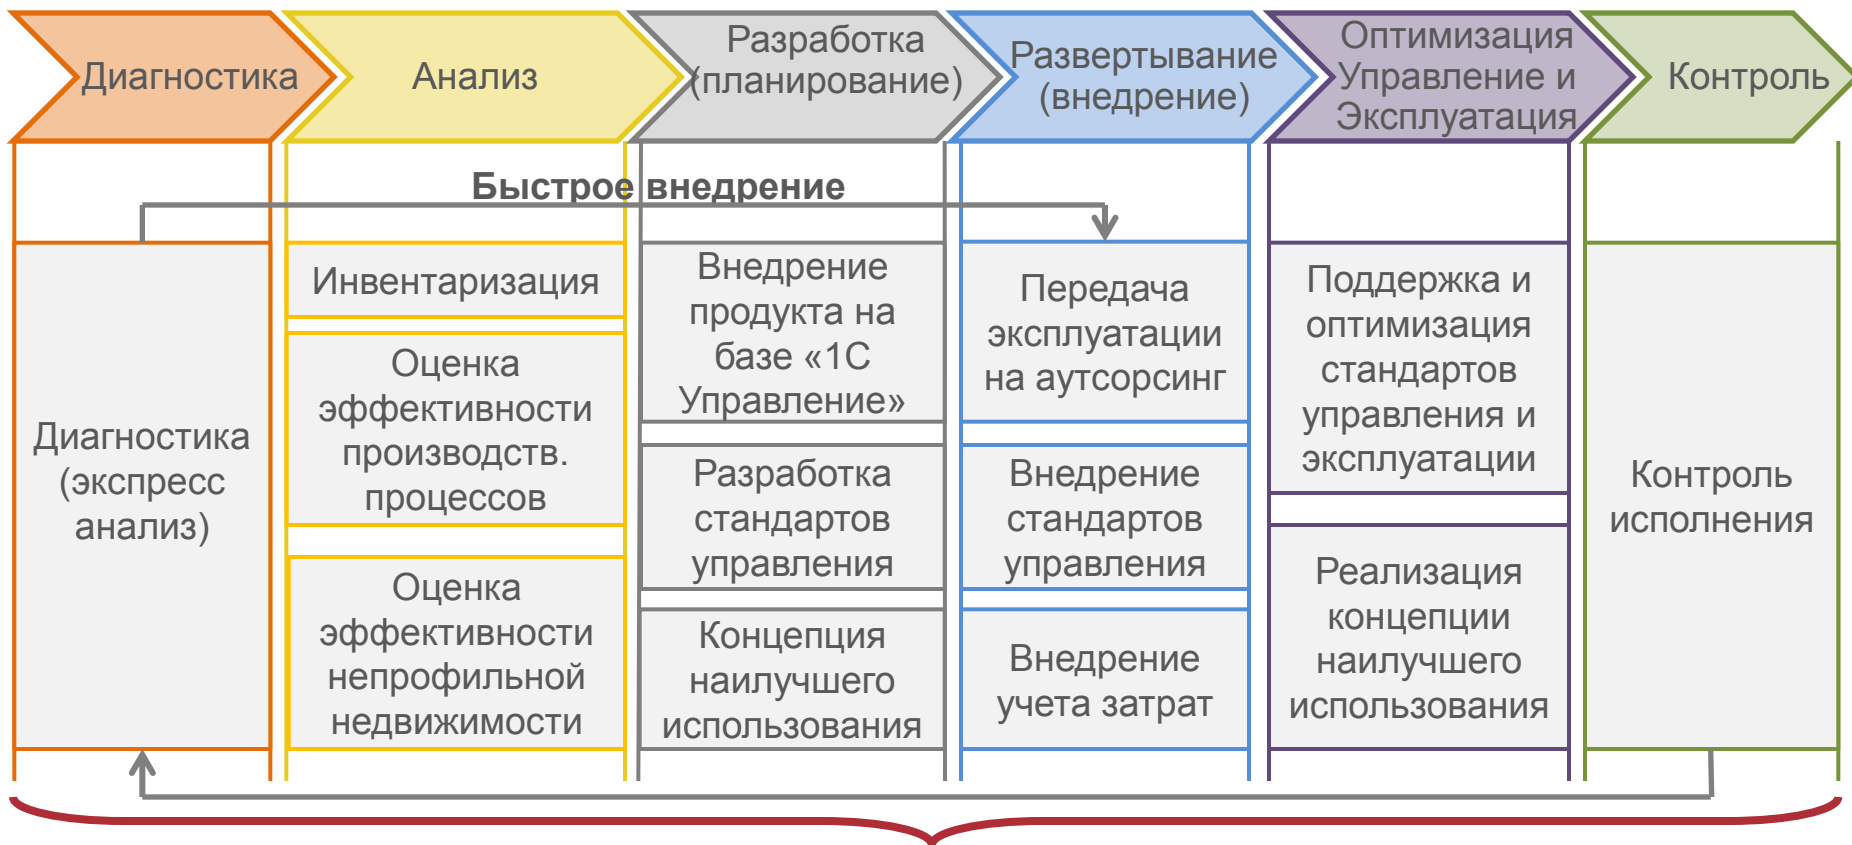 Диагностика
Анализ
Разработка
(планирование)
Развертывание
(внедрение)
Оптимизация
Управление и
Эксплуатация
Контроль
Быстрое внедрение
Диагностика
(экспресс
анализ)
Инвентаризация
Оценка
эффективности
производств.
процессов
Оценка
эффективности
непрофильной
недвижимости
Внедрение
продукта на
базе «1С
Управление»
Разработка
стандартов
управления
Концепция
наилучшего
использования
Передача
эксплуатации
на аутсорсинг
Внедрение
стандартов
управления
Внедрение
учета затрат
Поддержка и
оптимизация
стандартов
управления и
эксплуатации
Реализация
концепции
наилучшего
использования
Контроль
исполнения